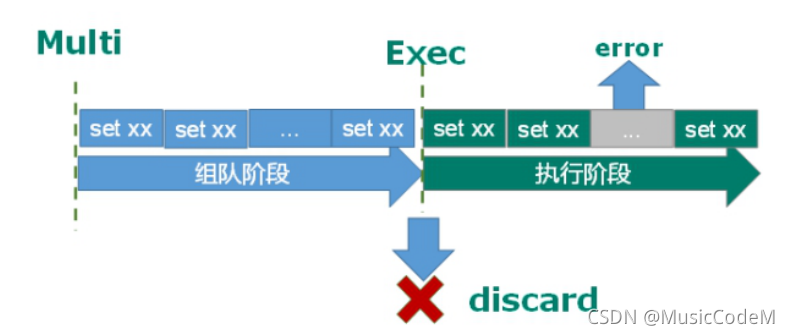 Multi
Exec
error
set xx set xx ... set xx set xx set xx ... set xx
组队阶段 执行阶段
discard
CSDN @MusicCodeM